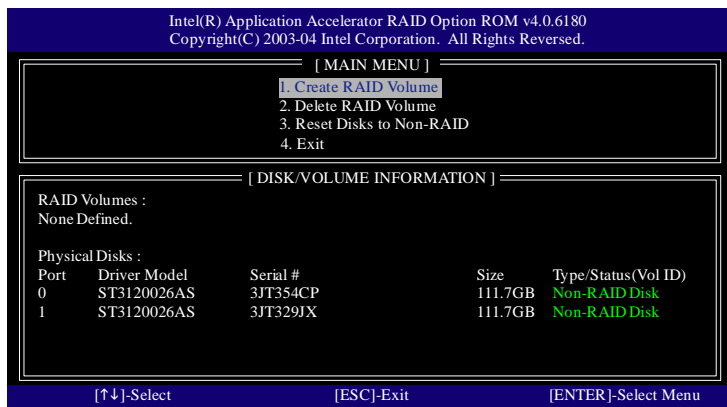 Intel(R) Application Accelerator RAID Option ROM v4.0.6180
Copyright(C) 2003-04 Intel Corporation. All Rights Reversed.
[ MAIN MENU ]
1. Create RAID Volume
2. Delete RAID Volume
3. Reset Disks to Non-RAID
4. Exit
[ DISK/VOLUME INFORMATION ]
RAID Volumes :
None Defined.
Physical Disks :
Port Driver Model Serial # Size Type/Status(Vol ID)
0 ST3120026AS 3JT354CP 111.7GB Non-RAID Disk
1 ST3120026AS 3JT329JX 111.7GB Non-RAID Disk
[↑↓]-Select [ESC]-Exit [ENTER]-Select Menu